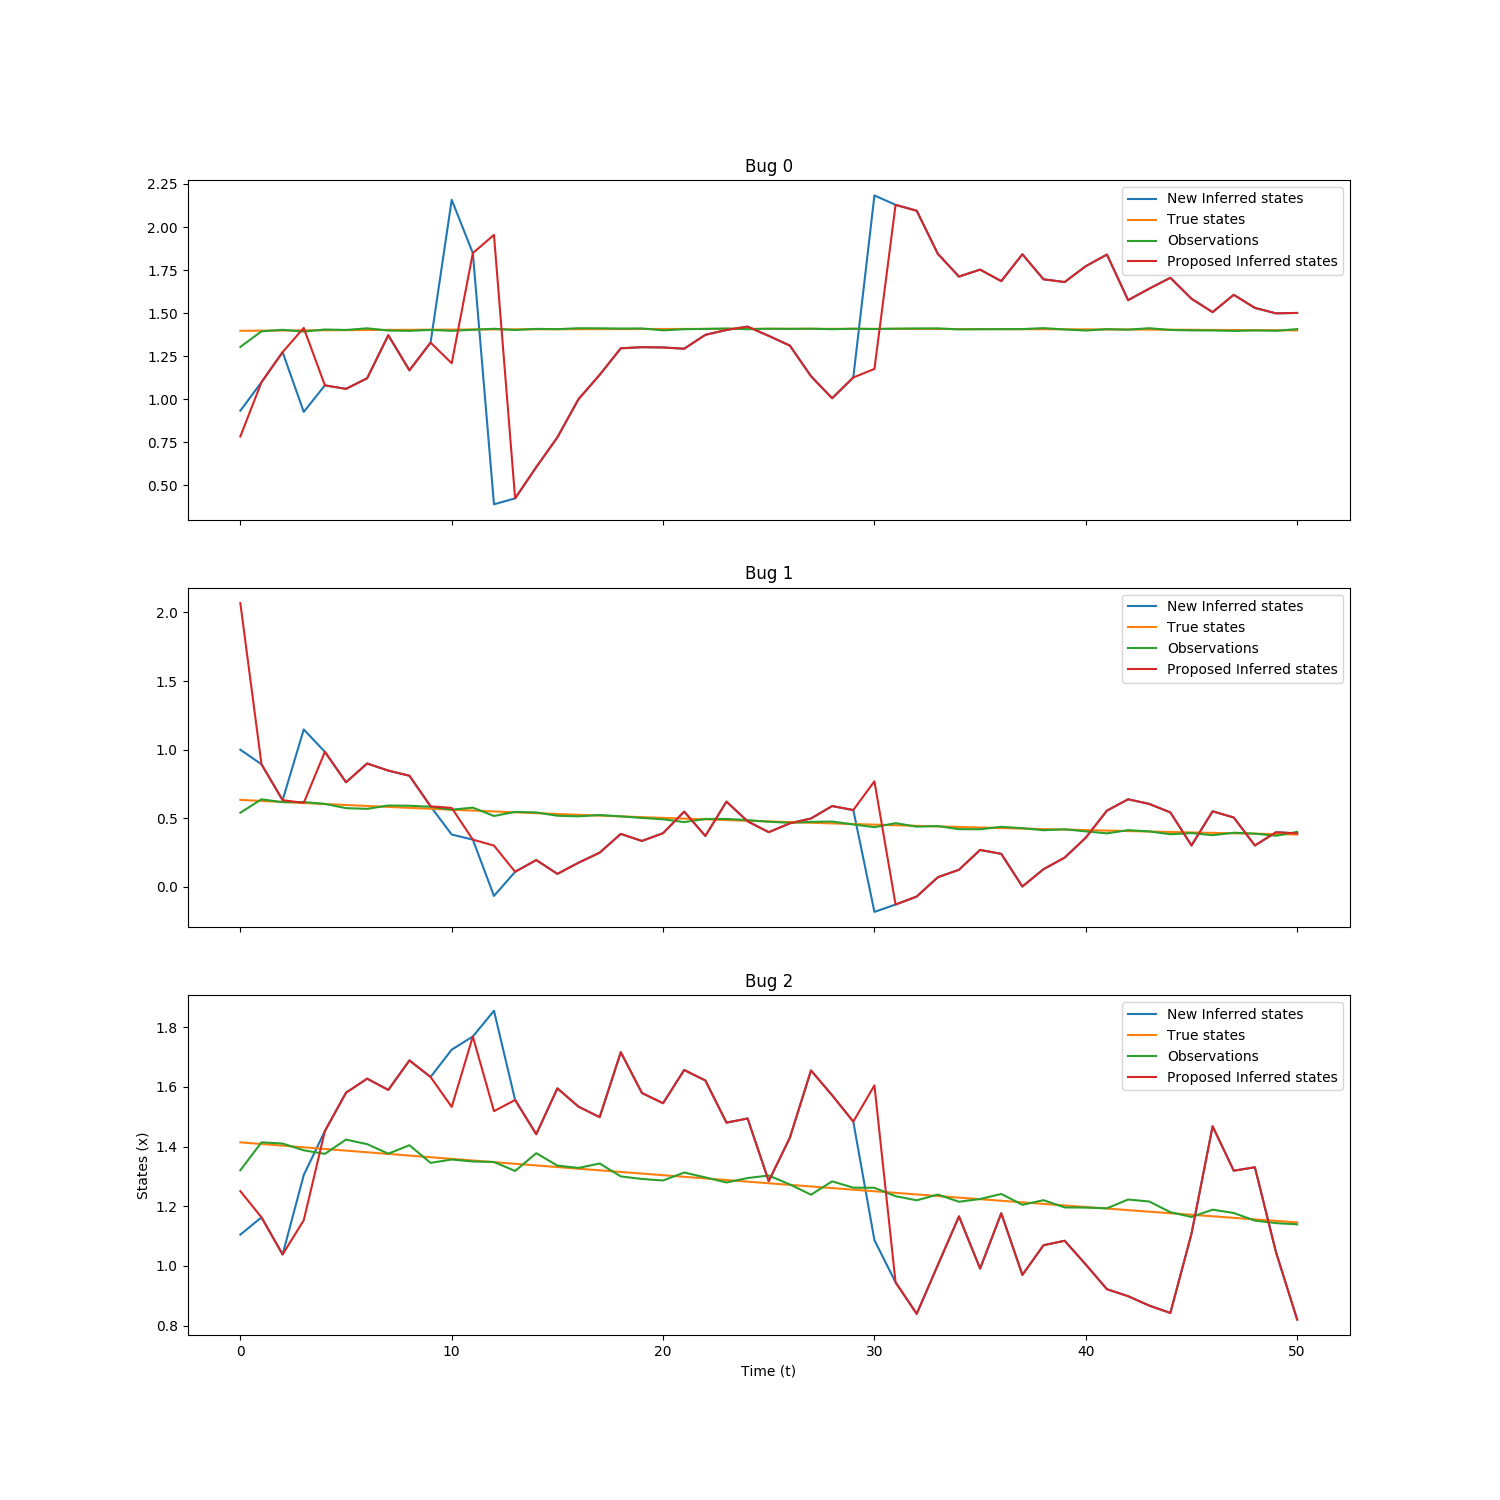 Bug 0
2.25
2.00
1.75
1.50
1.25
1.00
0.75
0.50
New Inferred states
True states
Observations
Proposed Inferred states
Bug 1
2.0
1.5
1.0
0.5
0.0
New Inferred states
True states
Observations
Proposed Inferred states
Bug 2
States (x)
1.8
1.6
1.4
1.2
1.0
0.8
New Inferred states
True states
Observations
Proposed Inferred states
0 10 20 30 40 50
Time (t)